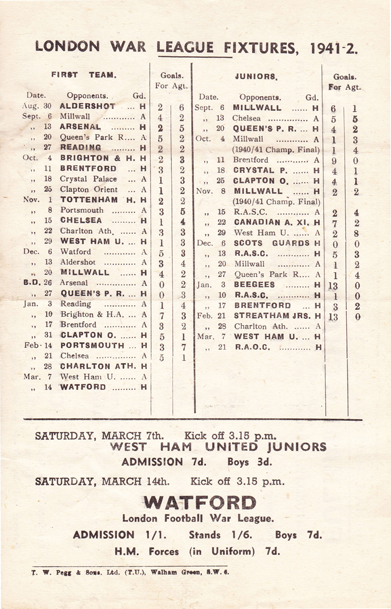 LONDON WAR LEAGUE FIXTURES, 1941-2.
FIRST TEAM. Goals.
Date. Opponents. Gd. For Agt.
Aug. 30 ALDERSHOT ... H 2 6
Sept. 6 Millwall ............ A 4 2
,, 13 ARSENAL ......... H 2 5
,, 20 Queen's Park R.... A 5 2
,, 27 READING ......... H 2 2
Oct. 4 BRIGHTON & H. H 2 3
,, 11 BRENTFORD ... H 3 2
,, 18 Crystal Palace ... A 1 3
,, 25 Clapton Orient ... A 1 2
Nov. 1 TOTTENHAM H. H 2 2
,, 8 Portsmouth ......... A 3 5
,, 15 CHELSEA ......... H 1 4
,, 22 Charlton Ath. ... A 3 3
,, 29 WEST HAM U. ... H 1 3
Dec. 6 Watford ............ A 5 3
,, 13 Aldershot ......... A 3 4
,, 20 MILLWALL ...... H 4 2
B.D. 26 Arsenal ............ A 0 2
,, 27 QUEEN'S P. R. ... H 0 3
Jan. 3 Reading ............ A 1 4
,, 10 Brighton & H.A. ... A 7 3
,, 17 Brentford ......... A 3 2
,, 31 CLAPTON O. ... H 5 1
Feb 14 PORTSMOUTH ... H 3 7
,, 21 Chelsea ............ A 5 1
,, 28 CHARLTON ATH. H
Mar. 7 West Ham U. ...... A
,, 14 WATFORD ......... H
JUNIORS. Goals.
Date. Opponents. Gd. For Agt.
Sept. 6 MILLWALL ...... H 6 1
,, 13 Chelsea ............ A 5 5
,, 20 QUEEN'S P. R. ... H 4 2
Oct. 4 Millwall ............ A 1 3
(1940/41 Champ. Final) 1 4
,, 11 Brentford ......... H 9 0
,, 18 CRYSTAL P. ...... H 4 1
,, 25 CLAPTON O. ...... H 4 1
Nov. 8 MILLWALL ......... H 2 2
(1940/41 Champ. Final)
,, 15 R.A.S.C. ............ A 2 4
,, 22 CANADIAN A. XI. H 7 2
,, 29 West Ham U. ...... A 2 8
Dec. 6 SCOTS GUARDS H 0 0
,, 13 R.A.S.C. ............ H 5 3
,, 20 Millwall ............ A 1 2
,, 27 Queen's Park R.... A 1 4
Jan. 3 BEEGEES ......... H 13 0
,, 10 R.A.S.C. ............ H 1 0
,, 17 BRENTFORD ...... H 3 2
Feb. 21 STREATHAM JRS. H 13 0
,, 28 Charlton Ath. ...... A
Mar. 7 WEST HAM U. ... H
,, 21 R.A.O.C. ............ H
SATURDAY, MARCH 7th. Kick off 3.15 p.m.
WEST HAM UNITED JUNIORS
ADMISSION 7d. Boys 3d.
SATURDAY, MARCH 14th. Kick off 3.15 p.m.
WATFORD
London Football War League.
ADMISSION 1/1. Stands 1/6. Boys 7d.
H.M. Forces (in Uniform) 7d.
T. W. Pegg & Sons, Ltd. (T.U.), Walham Green, S.W.6.